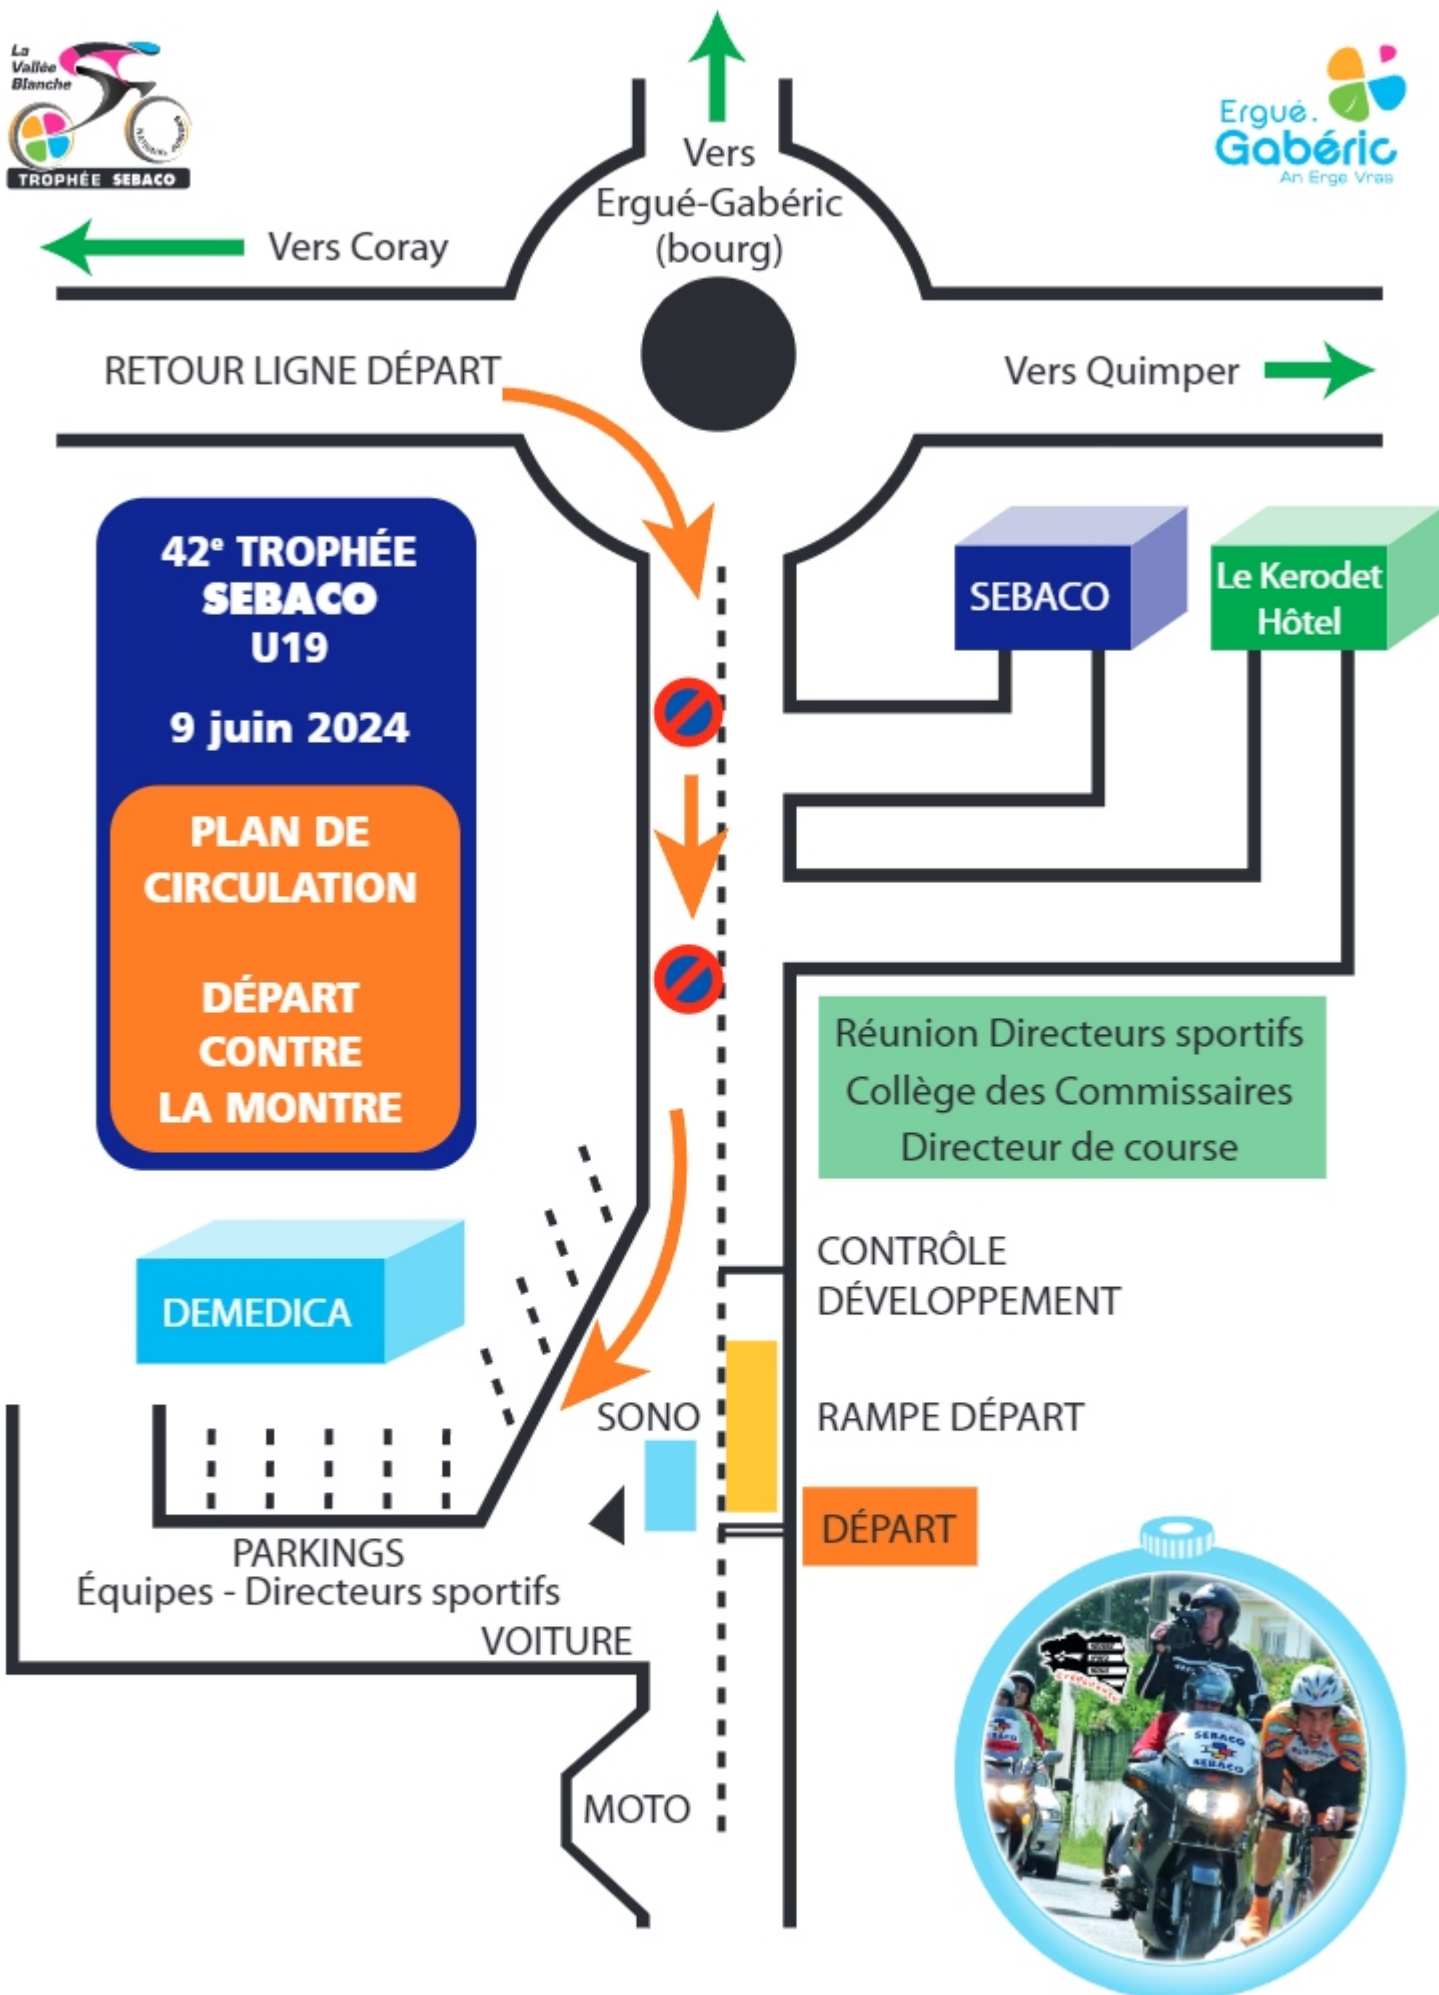 La
Vallée
Blanche
TROPHÉE SEBACO
Ergué.
Gabéric
An Erge Vras
Vers
Ergué-Gabéric
(bourg)
Vers Coray
RETOUR LIGNE DÉPART
Vers Quimper
42e TROPHÉE
SEBACO
U19
9 juin 2024
PLAN DE
CIRCULATION
DÉPART
CONTRE
LA MONTRE
SEBACO
Le Kerodet
Hôtel
Réunion Directeurs sportifs
Collège des Commissaires
Directeur de course
DEMEDICA
CONTRÔLE
DÉVELOPPEMENT
SONO
RAMPE DÉPART
DÉPART
PARKINGS
Équipes - Directeurs sportifs
VOITURE
MOTO
SEBACO
SEBACO